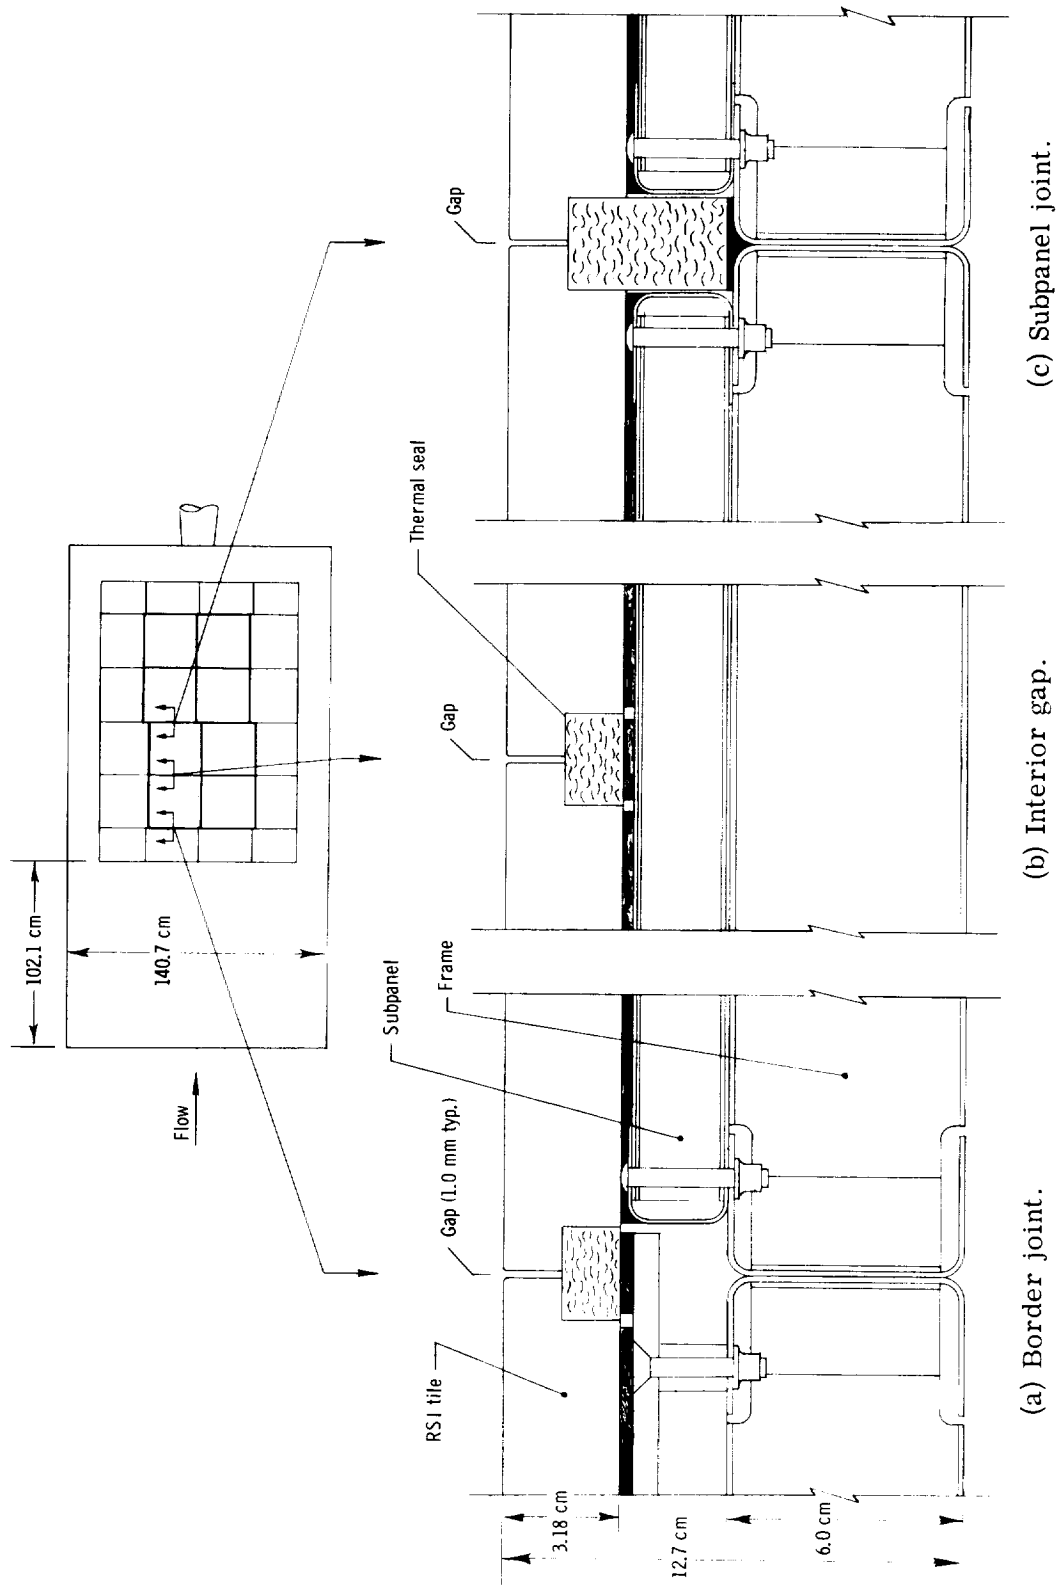 102.1 cm
140.7 cm
Flow
Gap
Thermal seal
Gap
Subpanel
Frame
Gap (1.0 mm typ.)
RSI tile
3.18 cm
12.7 cm
6.0 cm
(a) Border joint.
(b) Interior gap.
(c) Subpanel joint.